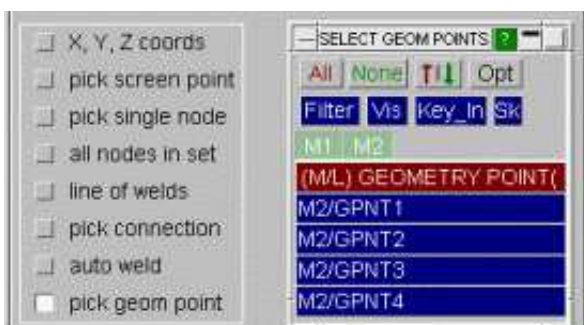 X, Y, Z coords
pick screen point
pick single node
all nodes in set
line of welds
pick connection
auto weld
pick geom point
SELECT GEOM POINTS ?
All None Opt
Filter Vis Key_In Sk
M1 M2
(M/L) GEOMETRY POINT(
M2/GPNT1
M2/GPNT2
M2/GPNT3
M2/GPNT4